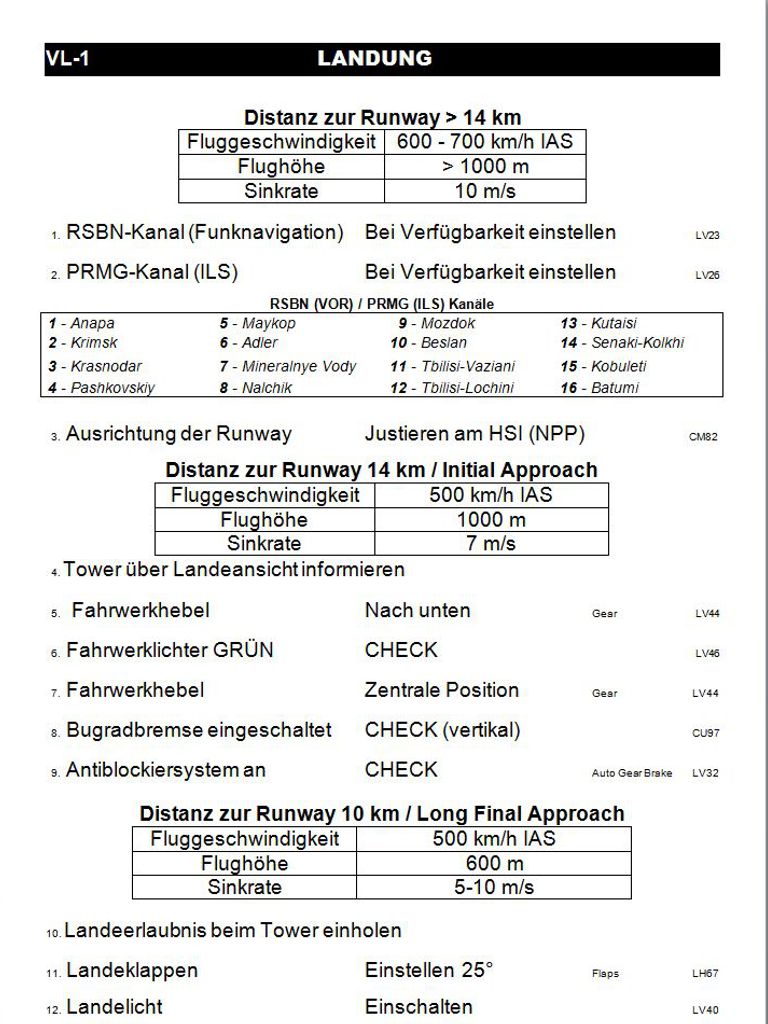 VL-1 LANDUNG
Distanz zur Runway > 14 km
Fluggeschwindigkeit 600 - 700 km/h IAS
Flughöhe > 1000 m
Sinkrate 10 m/s
1. RSBN-Kanal (Funknavigation) Bei Verfügbarkeit einstellen LV23
2. PRMG-Kanal (ILS) Bei Verfügbarkeit einstellen LV26
RSBN (VOR) / PRMG (ILS) Kanäle
1 - Anapa 5 - Maykop 9 - Mozdok 13 - Kutaisi
2 - Krimsk 6 - Adler 10 - Beslan 14 - Senaki-Kolkhi
3 - Krasnodar 7 - Mineralnye Vody 11 - Tbilisi-Vaziani 15 - Kobuleti
4 - Pashkovskiy 8 - Nalchik 12 - Tbilisi-Lochini 16 - Batumi
3. Ausrichtung der Runway Justieren am HSI (NPP) CM82
Distanz zur Runway 14 km / Initial Approach
Fluggeschwindigkeit 500 km/h IAS
Flughöhe 1000 m
Sinkrate 7 m/s
4. Tower über Landeansicht informieren
5. Fahrwerkhebel Nach unten Gear LV44
6. Fahrwerklichter GRÜN CHECK LV46
7. Fahrwerkhebel Zentrale Position Gear LV44
8. Bugradbremse eingeschaltet CHECK (vertikal) CU97
9. Antiblockiersystem an CHECK Auto Gear Brake LV32
Distanz zur Runway 10 km / Long Final Approach
Fluggeschwindigkeit 500 km/h IAS
Flughöhe 600 m
Sinkrate 5-10 m/s
10. Landeerlaubnis beim Tower einholen
11. Landeklappen Einstellen 25° Flaps LH67
12. Landelicht Einschalten LV40